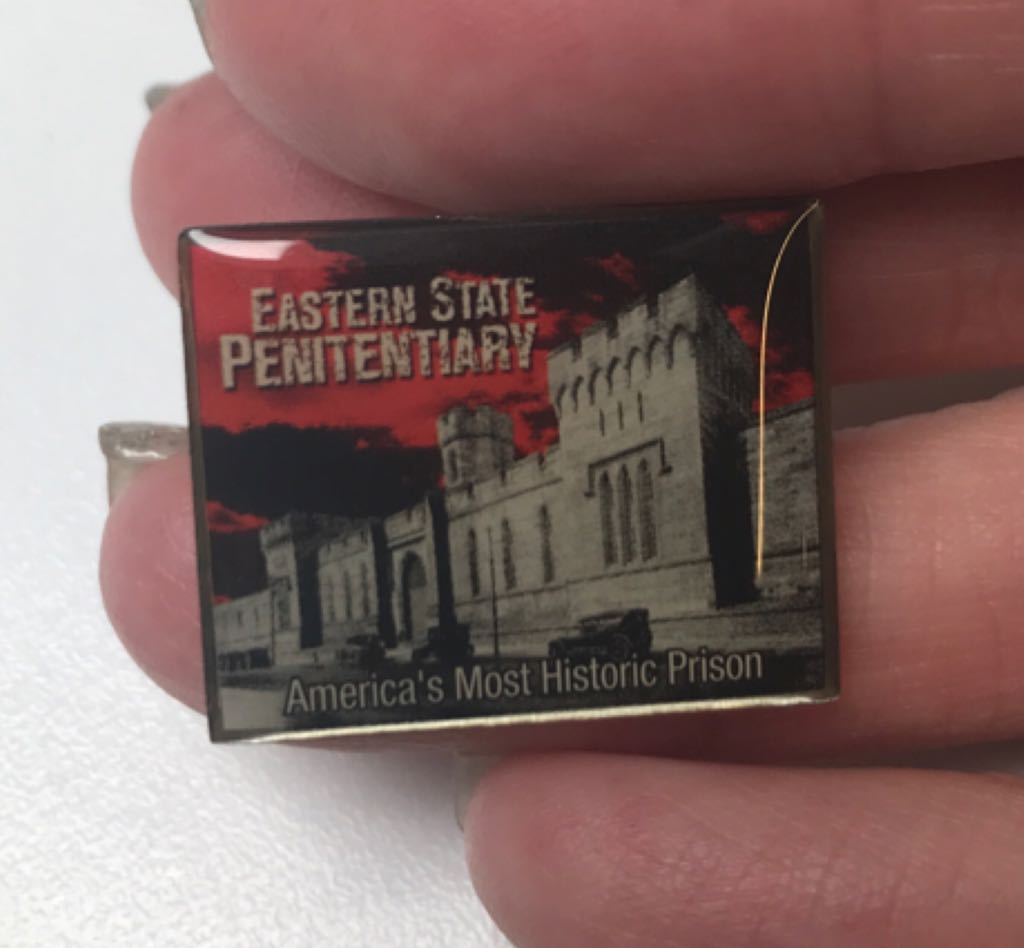 EASTERN STATE
PENITENTIARY
America's Most Historic Prison